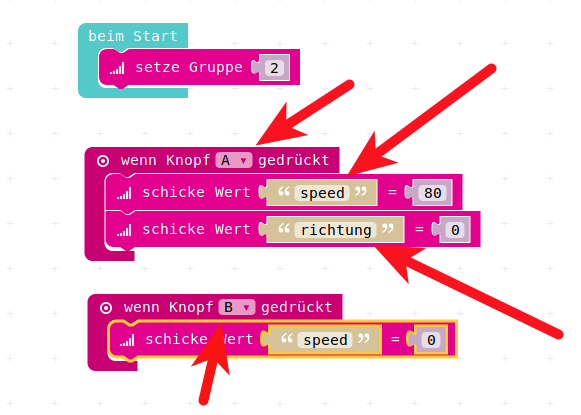 beim Start
setze Gruppe 2
wenn Knopf A ▾ gedrückt
schicke Wert “ speed ” = 80
schicke Wert “ richtung ” = 0
wenn Knopf B ▾ gedrückt
schicke Wert “ speed ” = 0